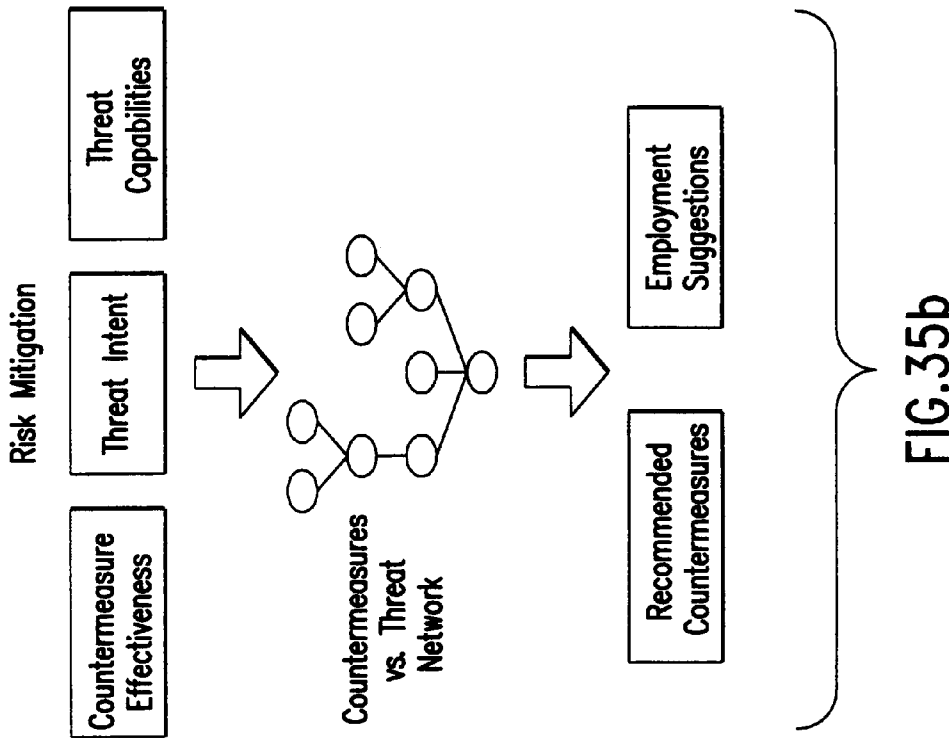 Risk Mitigation
Countermeasure
Effectiveness
Threat Intent
Threat
Capabilities
Countermeasures
vs. Threat
Network
Recommended
Countermeasures
Employment
Suggestions
FIG.35b